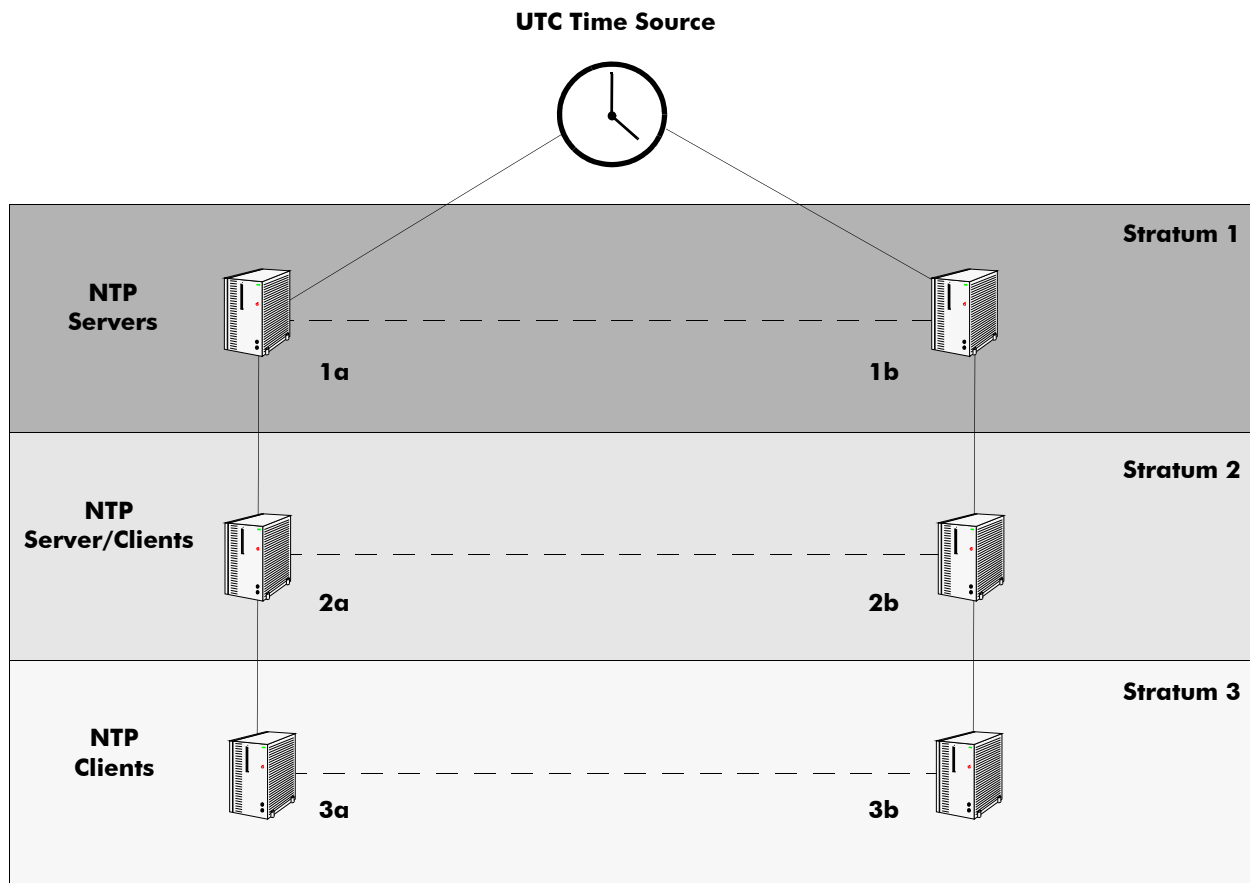 UTC Time Source
Stratum 1
NTP
Servers
1a
1b
Stratum 2
NTP
Server/Clients
2a
2b
Stratum 3
NTP
Clients
3a
3b